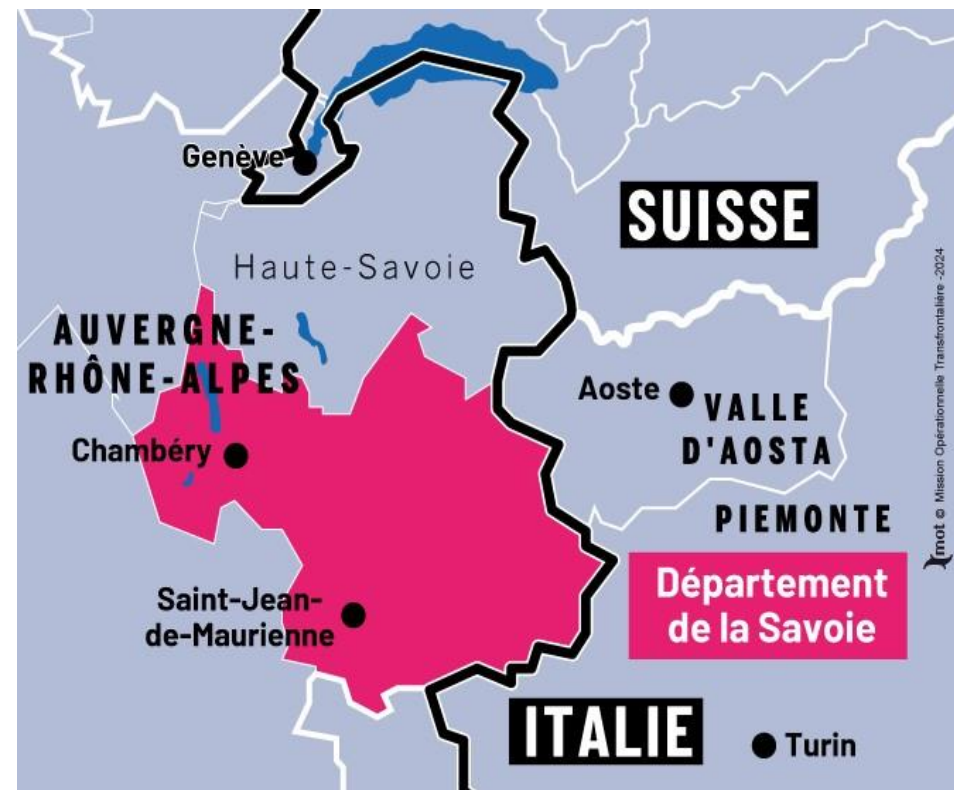 Genève
SUISSE
Haute-Savoie
AUVERGNE-
RHÔNE-ALPES
Aoste
VALLE
D'AOSTA
Chambéry
PIEMONTE
Département
de la Savoie
Saint-Jean-
de-Maurienne
ITALIE
Turin
mot © Mission Opérationnelle Transfrontalière -2024